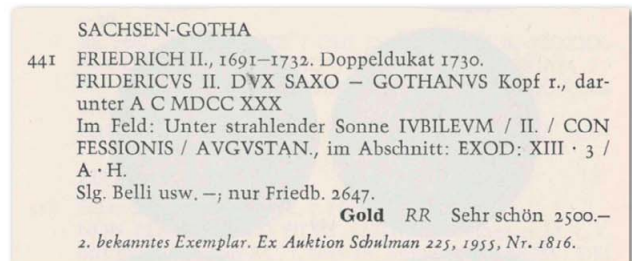 SACHSEN-GOTHA
441 FRIEDRICH II., 1691–1732. Doppeldukat 1730.
FRIDERICVS II. DVX SAXO – GOTHANVS Kopf r., dar-
unter A C MDCC XXX
Im Feld: Unter strahlender Sonne IVBILEVM / II. / CON
FESSIONIS / AVGVSTAN., im Abschnitt: EXOD: XIII · 3 /
A · H.
Slg. Belli usw. –; nur Friedb. 2647.
Gold RR Sehr schön 2500.–
2. bekanntes Exemplar. Ex Auktion Schulman 225, 1955, Nr. 1816.